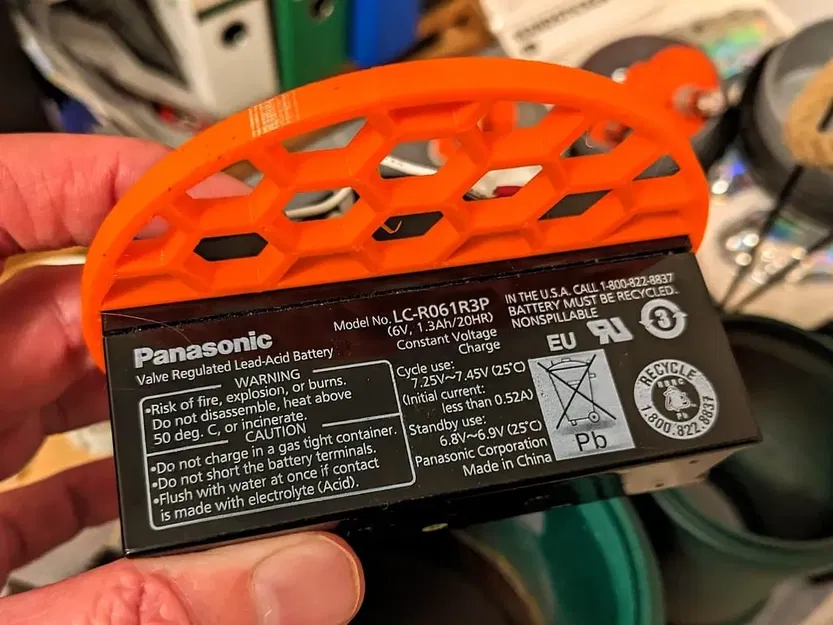 Panasonic
Valve Regulated Lead-Acid Battery
WARNING
•Risk of fire, explosion, or burns.
Do not disassemble, heat above
50 deg. C, or incinerate.
CAUTION
•Do not charge in a gas tight container.
•Do not short the battery terminals.
•Flush with water at once if contact
is made with electrolyte (Acid).
Model No. LC-R061R3P
(6V, 1.3Ah/20HR)
Constant Voltage
Charge
Cycle use:
7.25V~7.45V (25℃)
(Initial current:
less than 0.52A)
Standby use:
6.8V~6.9V (25℃)
Panasonic Corporation
Made in China
IN THE U.S.A. CALL 1-800-822-8837
BATTERY MUST BE RECYCLED.
NONSPILLABLE
EU
3
Pb
RECYCLE
RBRC
Pb
1.800.822.8837